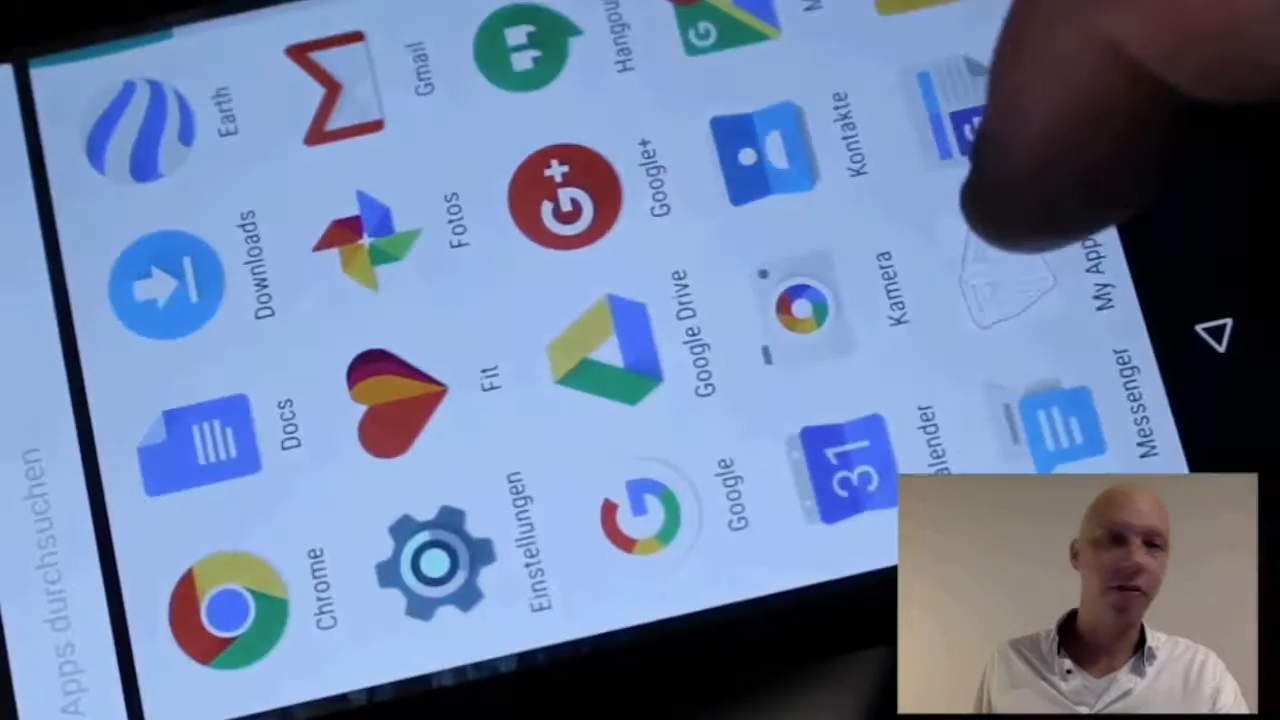 Apps durchsuchen
Chrome
Docs
Downloads
Earth
Einstellungen
Fit
Fotos
Gmail
Google
Google Drive
Google+
Hangou
31
alender
Kamera
Kontakte
M
Messenger
My App
G+
G